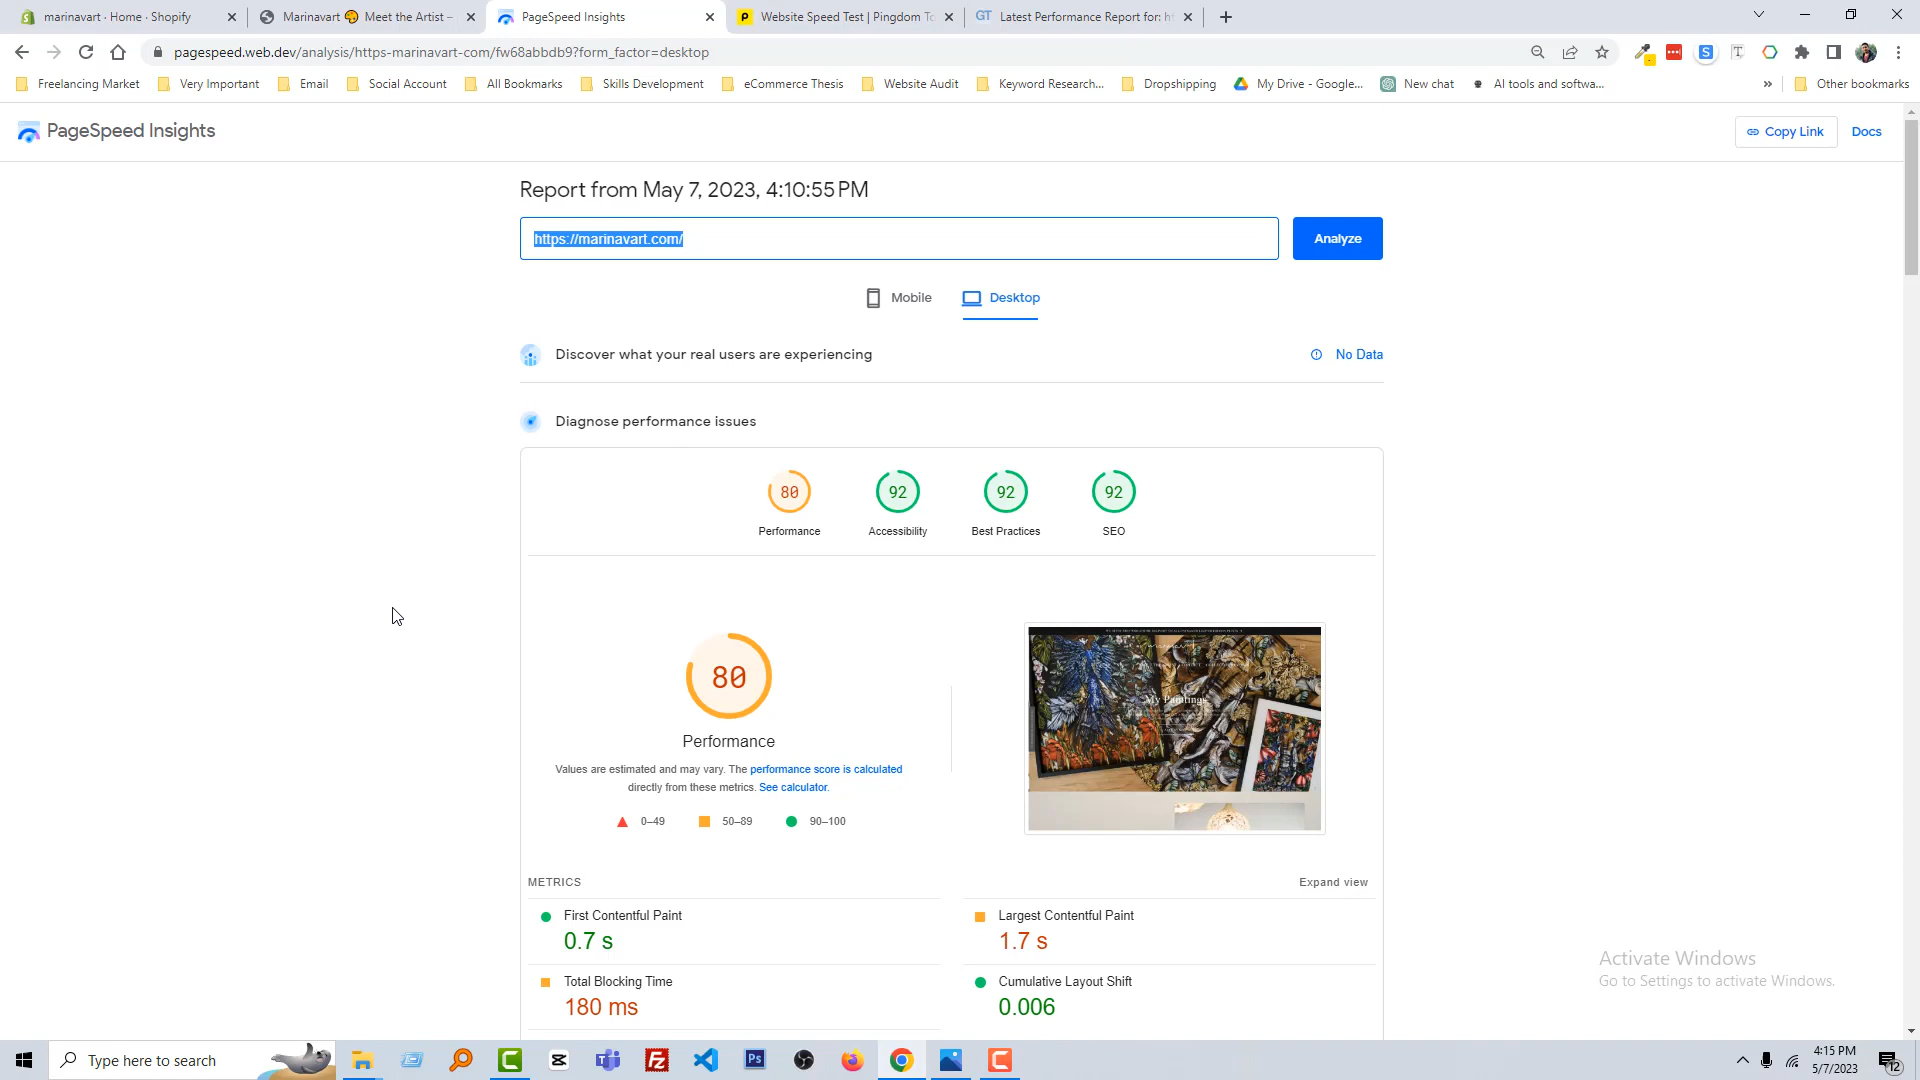 marinavart · Home · Shopify
Marinavart
Meet the Artist –
PageSpeed Insights
Website Speed Test | Pingdom To
Latest Performance Report for: ht
pagespeed.web.dev/analysis/https-marinavart-com/fw68abbdb9?form_factor=desktop
Freelancing Market
Very Important
Email
Social Account
All Bookmarks
Skills Development
eCommerce Thesis
Website Audit
Keyword Research...
Dropshipping
My Drive - Google...
New chat
AI tools and softwa...
»
Other bookmarks
PageSpeed Insights
Copy Link
Docs
Report from May 7, 2023, 4:10:55 PM
https://marinavart.com/
Analyze
Mobile
Desktop
Discover what your real users are experiencing
No Data
Diagnose performance issues
80
92
92
92
Performance
Accessibility
Best Practices
SEO
80
Performance
Values are estimated and may vary. The performance score is calculated
directly from these metrics. See calculator.
0–49
50–89
90–100
My Paintings
METRICS
Expand view
First Contentful Paint
0.7 s
Largest Contentful Paint
1.7 s
Total Blocking Time
180 ms
Cumulative Layout Shift
0.006
Activate Windows
Go to Settings to activate Windows.
Type here to search
4:15 PM
5/7/2023
12